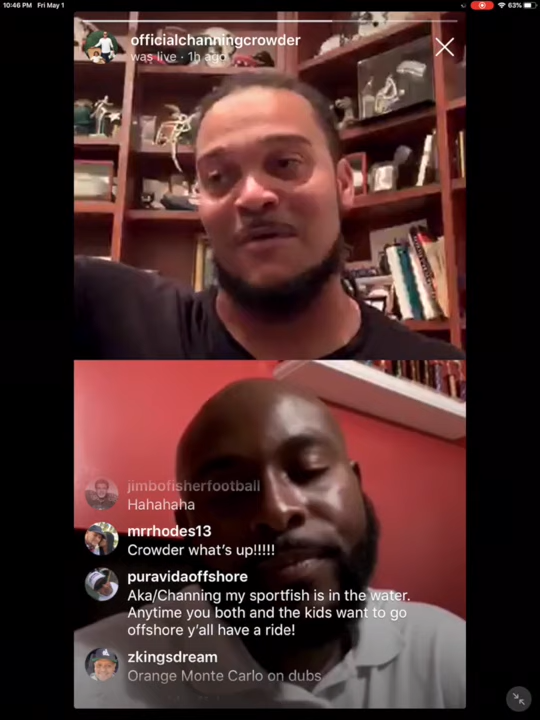 10:46 PM Fri May 1
63%
officialchanningcrowder
was live · 1h ago
jimbofisherfootball
Hahahaha
mrrhodes13
Crowder what's up!!!!!
puravidaoffshore
Aka/Channing my sportfish is in the water.
Anytime you both and the kids want to go
offshore y'all have a ride!
zkingsdream
Orange Monte Carlo on dubs